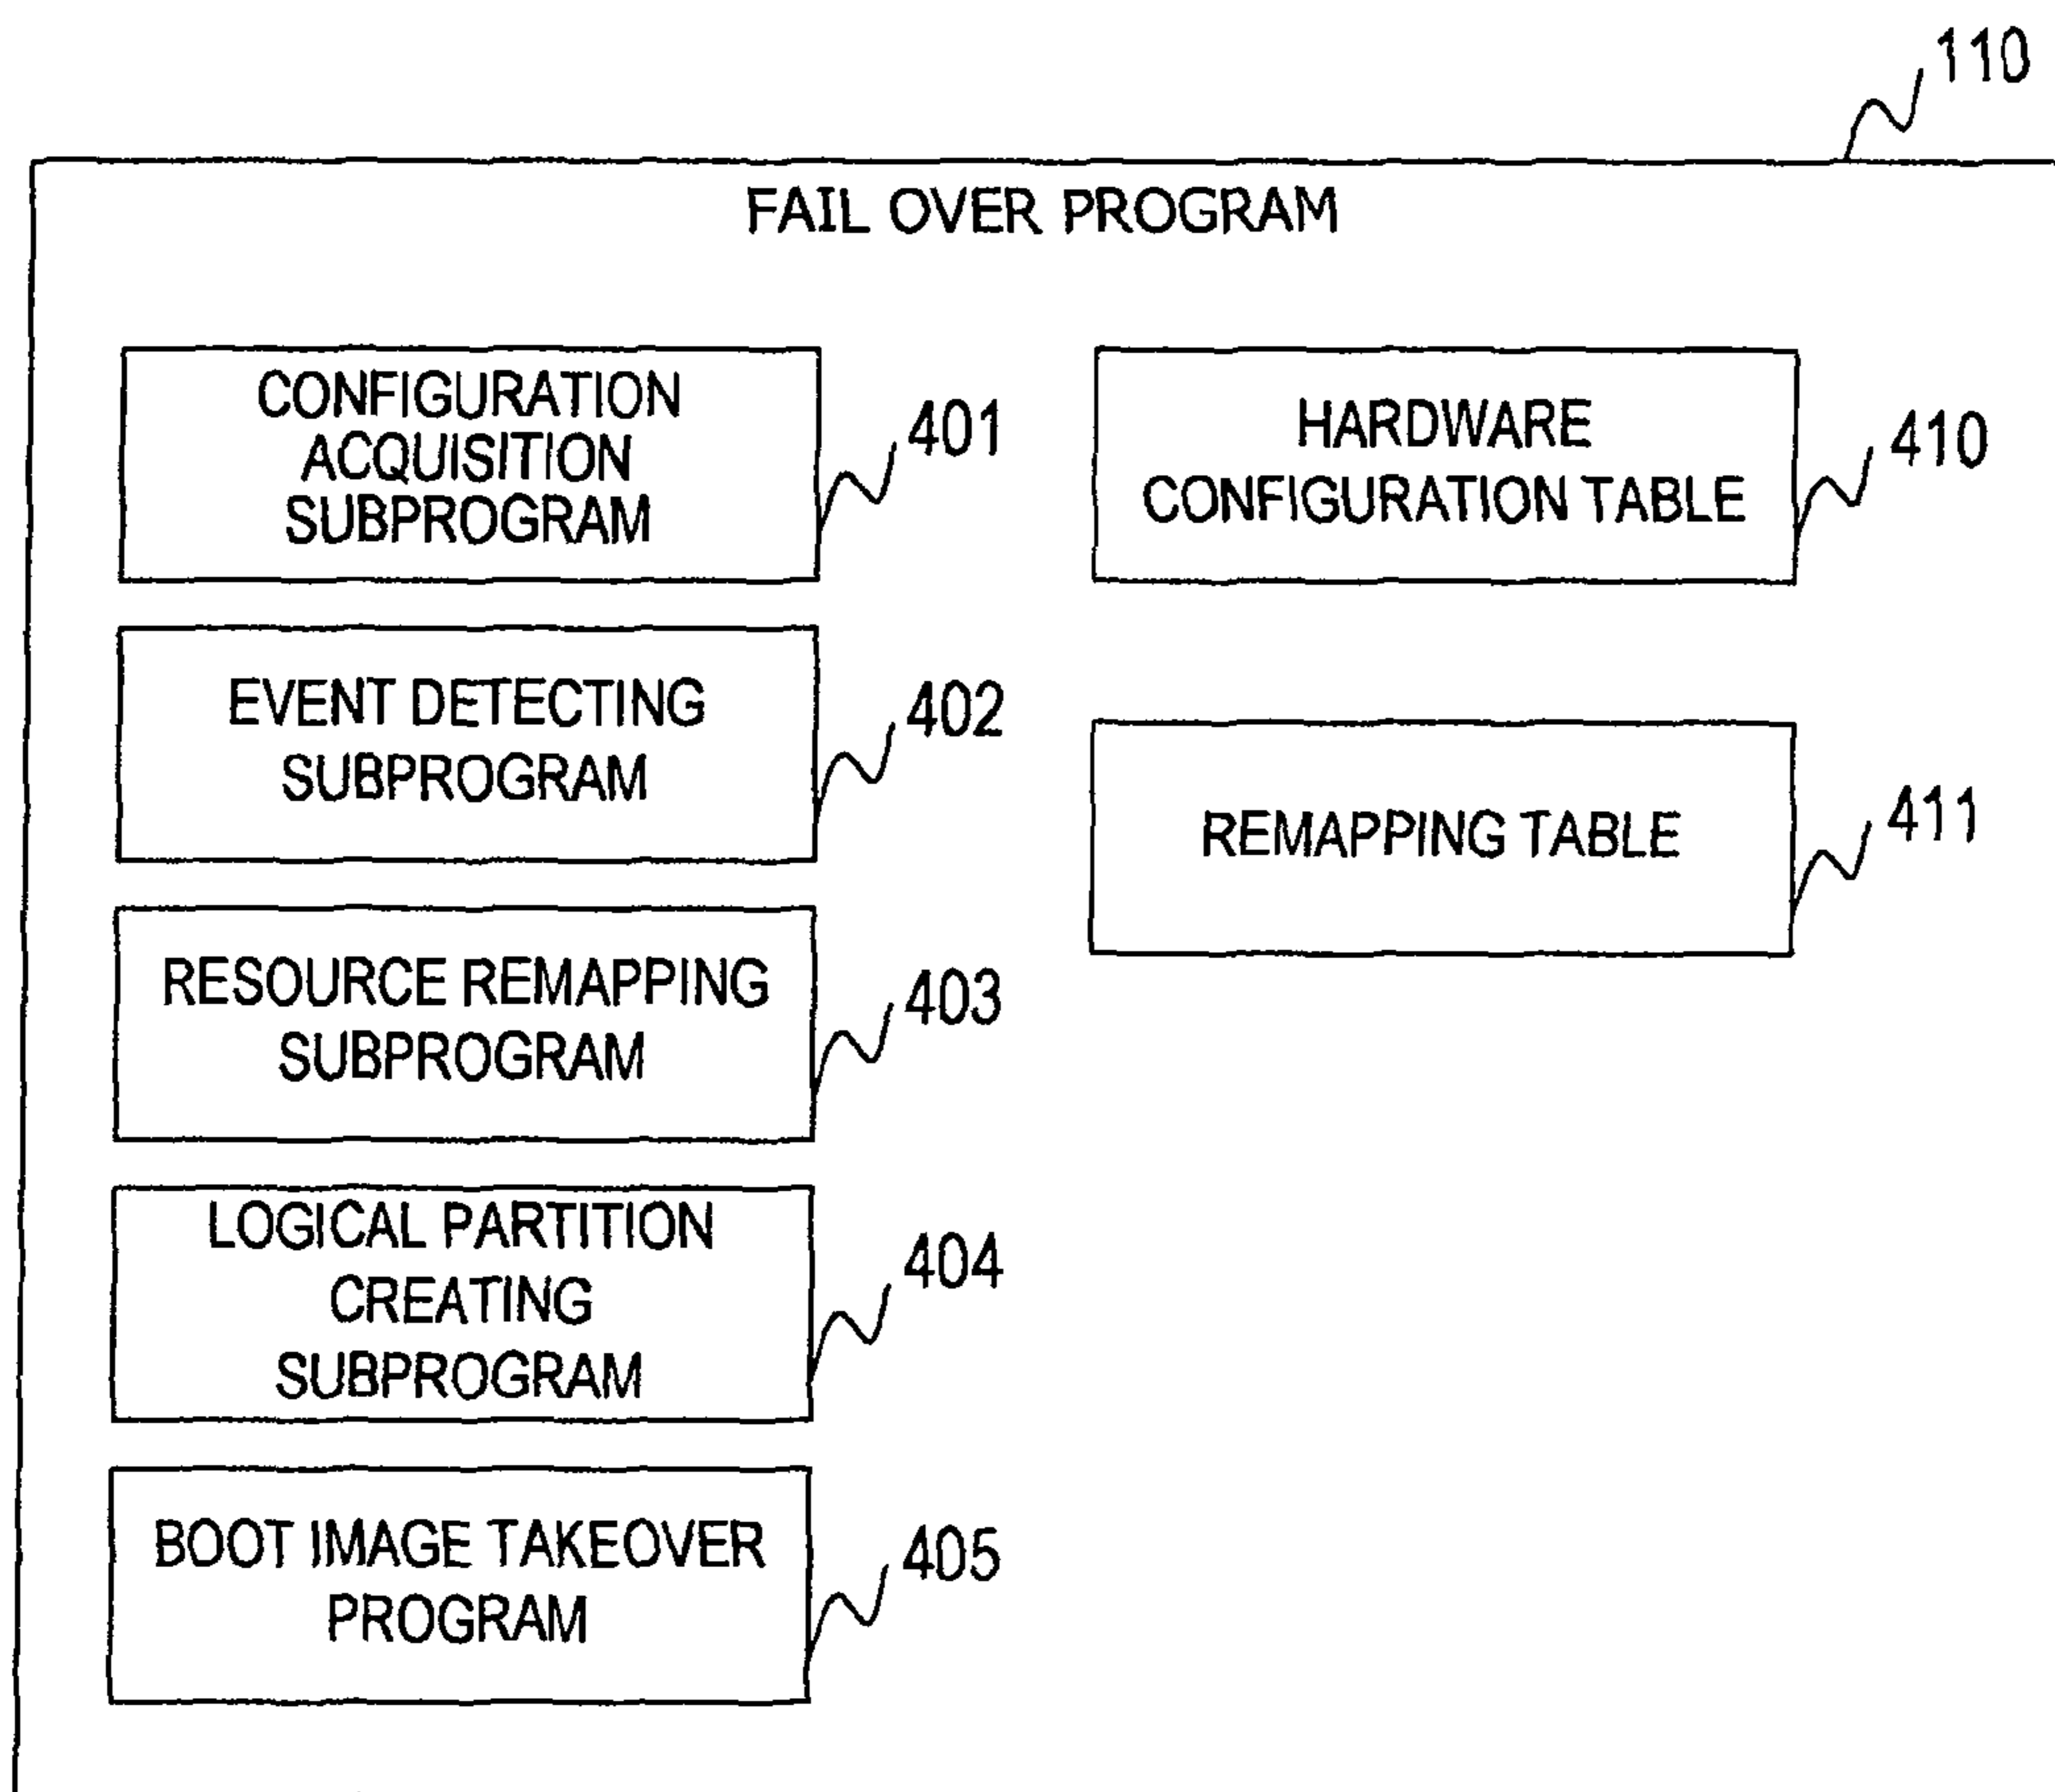 110
FAIL OVER PROGRAM
CONFIGURATION
ACQUISITION
SUBPROGRAM
401
HARDWARE
CONFIGURATION TABLE
410
EVENT DETECTING
SUBPROGRAM
402
REMAPPING TABLE
411
RESOURCE REMAPPING
SUBPROGRAM
403
LOGICAL PARTITION
CREATING
SUBPROGRAM
404
BOOT IMAGE TAKEOVER
PROGRAM
405